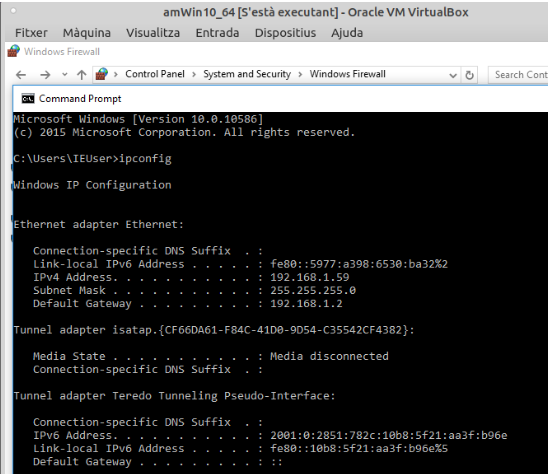 amWin10_64 [S'està executant] - Oracle VM VirtualBox
Fitxer Màquina Visualitza Entrada Dispositius Ajuda
Windows Firewall
Control Panel > System and Security > Windows Firewall
Search Cont
Command Prompt
Microsoft Windows [Version 10.0.10586]
(c) 2015 Microsoft Corporation. All rights reserved.
C:\Users\IEUser>ipconfig
Windows IP Configuration
Ethernet adapter Ethernet:
Connection-specific DNS Suffix  . :
Link-local IPv6 Address . . . . . : fe80::5977:a398:6530:ba32%2
IPv4 Address. . . . . . . . . . . : 192.168.1.59
Subnet Mask . . . . . . . . . . . : 255.255.255.0
Default Gateway . . . . . . . . . : 192.168.1.2
Tunnel adapter isatap.{CF66DA61-F84C-41D0-9D54-C35542CF4382}:
Media State . . . . . . . . . . . : Media disconnected
Connection-specific DNS Suffix  . :
Tunnel adapter Teredo Tunneling Pseudo-Interface:
Connection-specific DNS Suffix  . :
IPv6 Address. . . . . . . . . . . : 2001:0:2851:782c:10b8:5f21:aa3f:b96e
Link-local IPv6 Address . . . . . : fe80::10b8:5f21:aa3f:b96e%5
Default Gateway . . . . . . . . . : ::